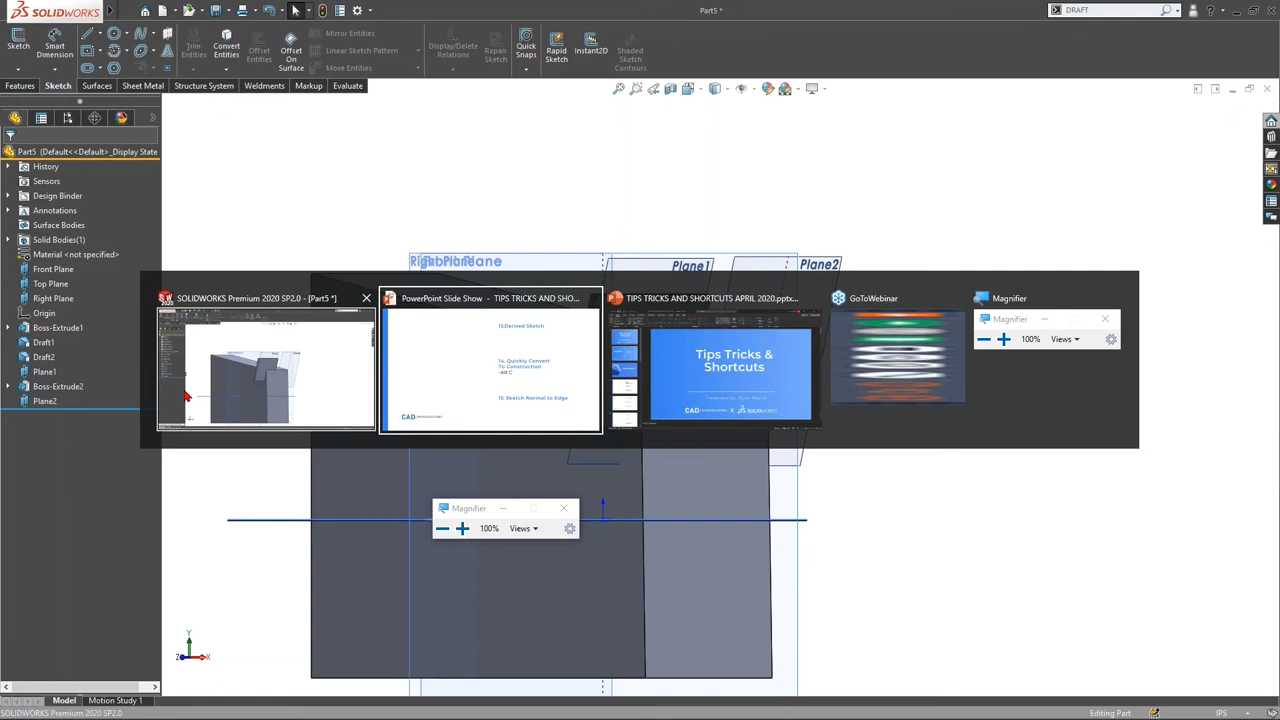 SOLIDWORKS
Part5 *
DRAFT
Sketch
Smart
Dimension
Trim
Entities
Convert
Entities
Offset
Entities
Offset
On
Surface
Mirror Entities
Linear Sketch Pattern
Move Entities
Display/Delete
Relations
Repair
Sketch
Quick
Snaps
Rapid
Sketch
Instant2D
Shaded
Sketch
Contours
Features
Sketch
Surfaces
Sheet Metal
Structure System
Weldments
Markup
Evaluate
Part5 (Default<<Default>_Display State
History
Sensors
Design Binder
Annotations
Surface Bodies
Solid Bodies(1)
Material <not specified>
Front Plane
Top Plane
Right Plane
Origin
Boss-Extrude1
Draft1
Draft2
Plane1
Boss-Extrude2
Plane2
Plane1
Plane2
SOLIDWORKS Premium 2020 SP2.0 - [Part5 *]
PowerPoint Slide Show - TIPS TRICKS AND SHO...
13.Derived Sketch
14. Quickly Convert
To Construction
-Alt C
15. Sketch Normal to Edge
CAD
TIPS TRICKS AND SHORTCUTS APRIL 2020.pptx...
Tips Tricks &
Shortcuts
CAD
X
SOLIDWORKS
GoToWebinar
Magnifier
Magnifier
100%
Views
Magnifier
100%
Views
Y
Z
X
Model
Motion Study 1
SOLIDWORKS Premium 2020 SP2.0
Editing Part
IPS